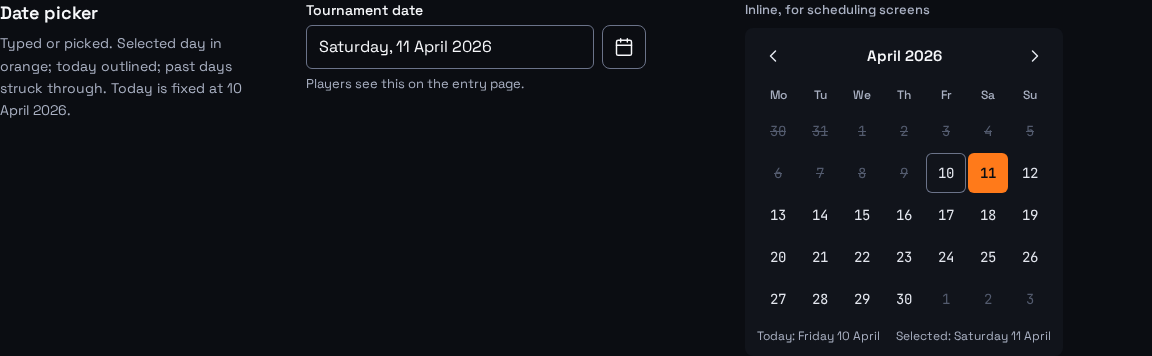 Date picker
Typed or picked. Selected day in
orange; today outlined; past days
struck through. Today is fixed at 10
April 2026.
Tournament date
Saturday, 11 April 2026
Players see this on the entry page.
Inline, for scheduling screens
April 2026
Mo Tu We Th Fr Sa Su
30 31 1 2 3 4 5
6 7 8 9 10 11 12
13 14 15 16 17 18 19
20 21 22 23 24 25 26
27 28 29 30 1 2 3
Today: Friday 10 April Selected: Saturday 11 April